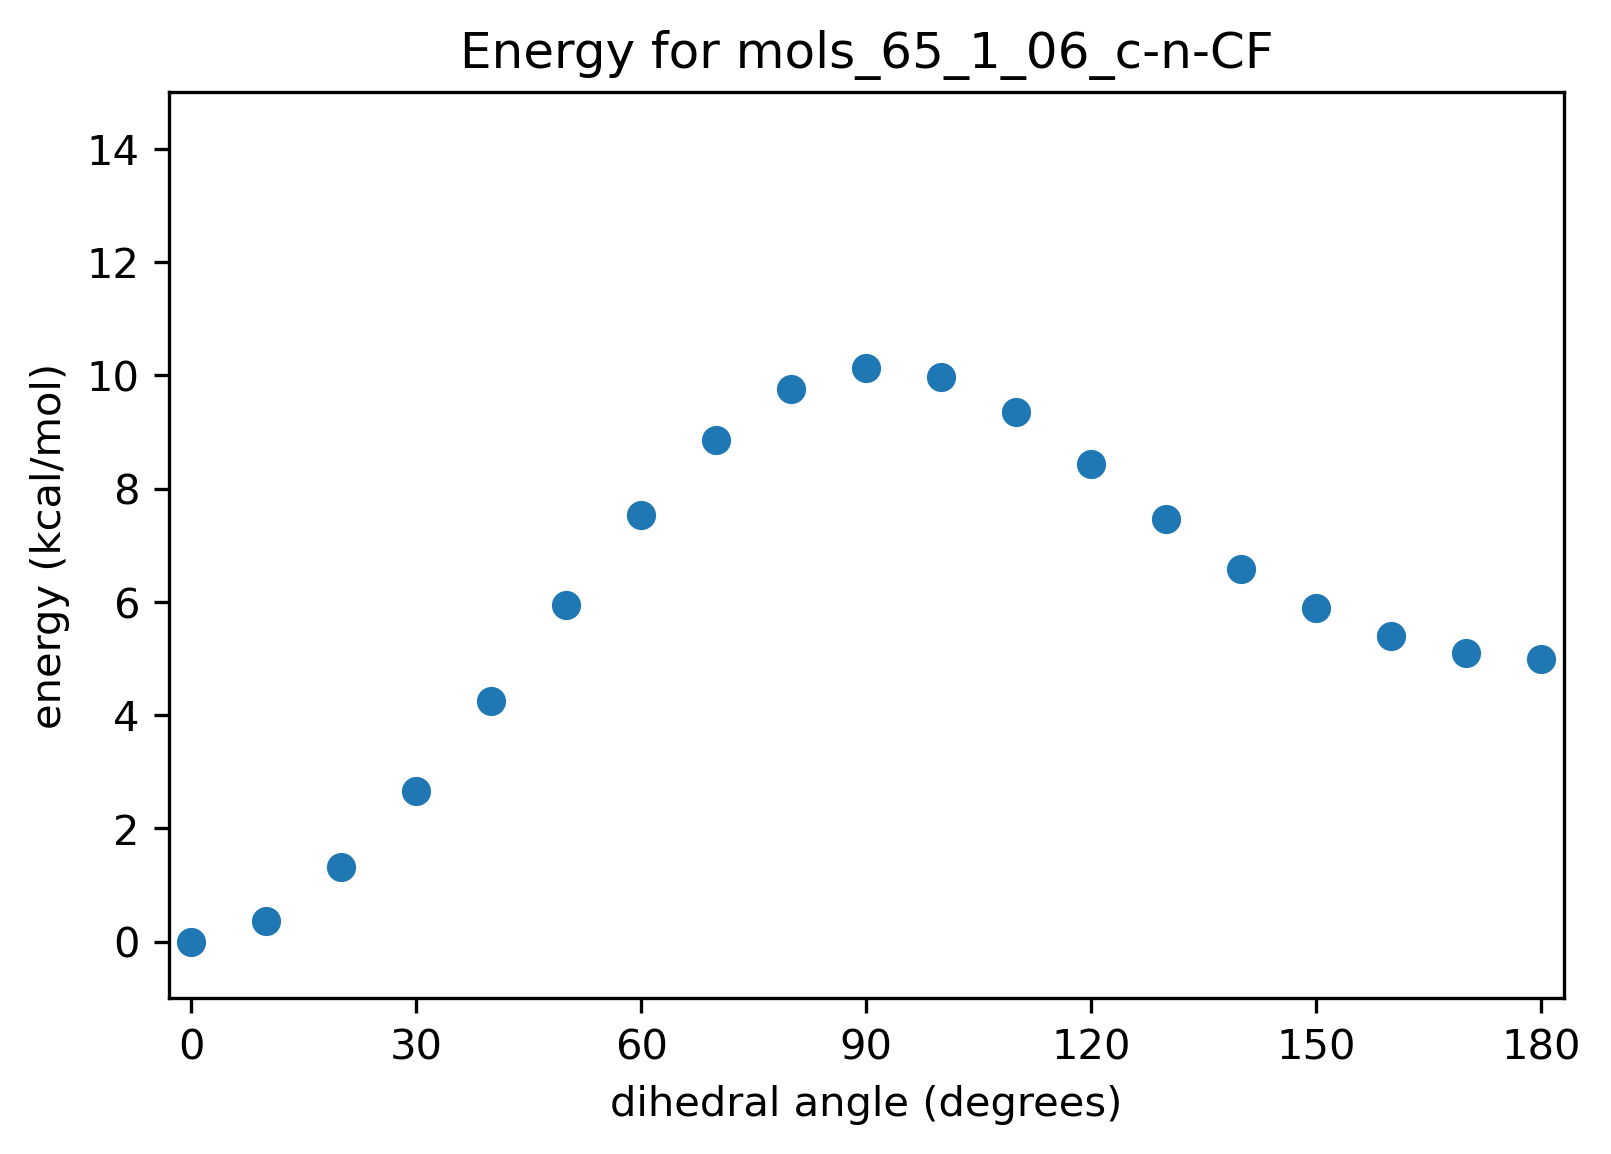 Energy for mols_65_1_06_c-n-CF
14
12
10
8
6
4
2
0
energy (kcal/mol)
0 30 60 90 120 150 180
dihedral angle (degrees)